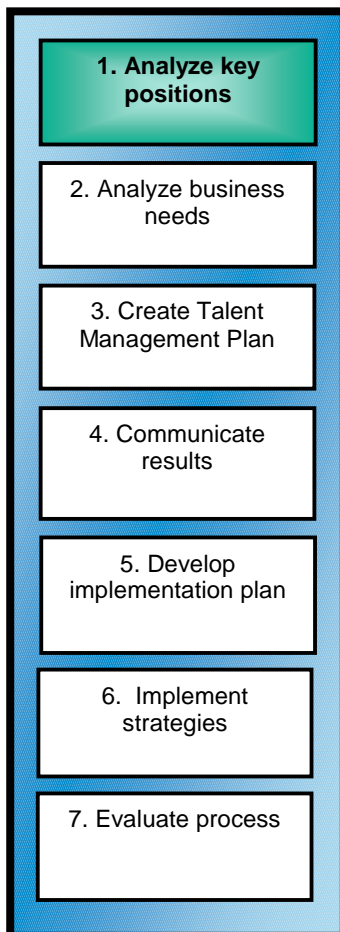 1. Analyze key
positions
2. Analyze business
needs
3. Create Talent
Management Plan
4. Communicate
results
5. Develop
implementation plan
6. Implement
strategies
7. Evaluate process